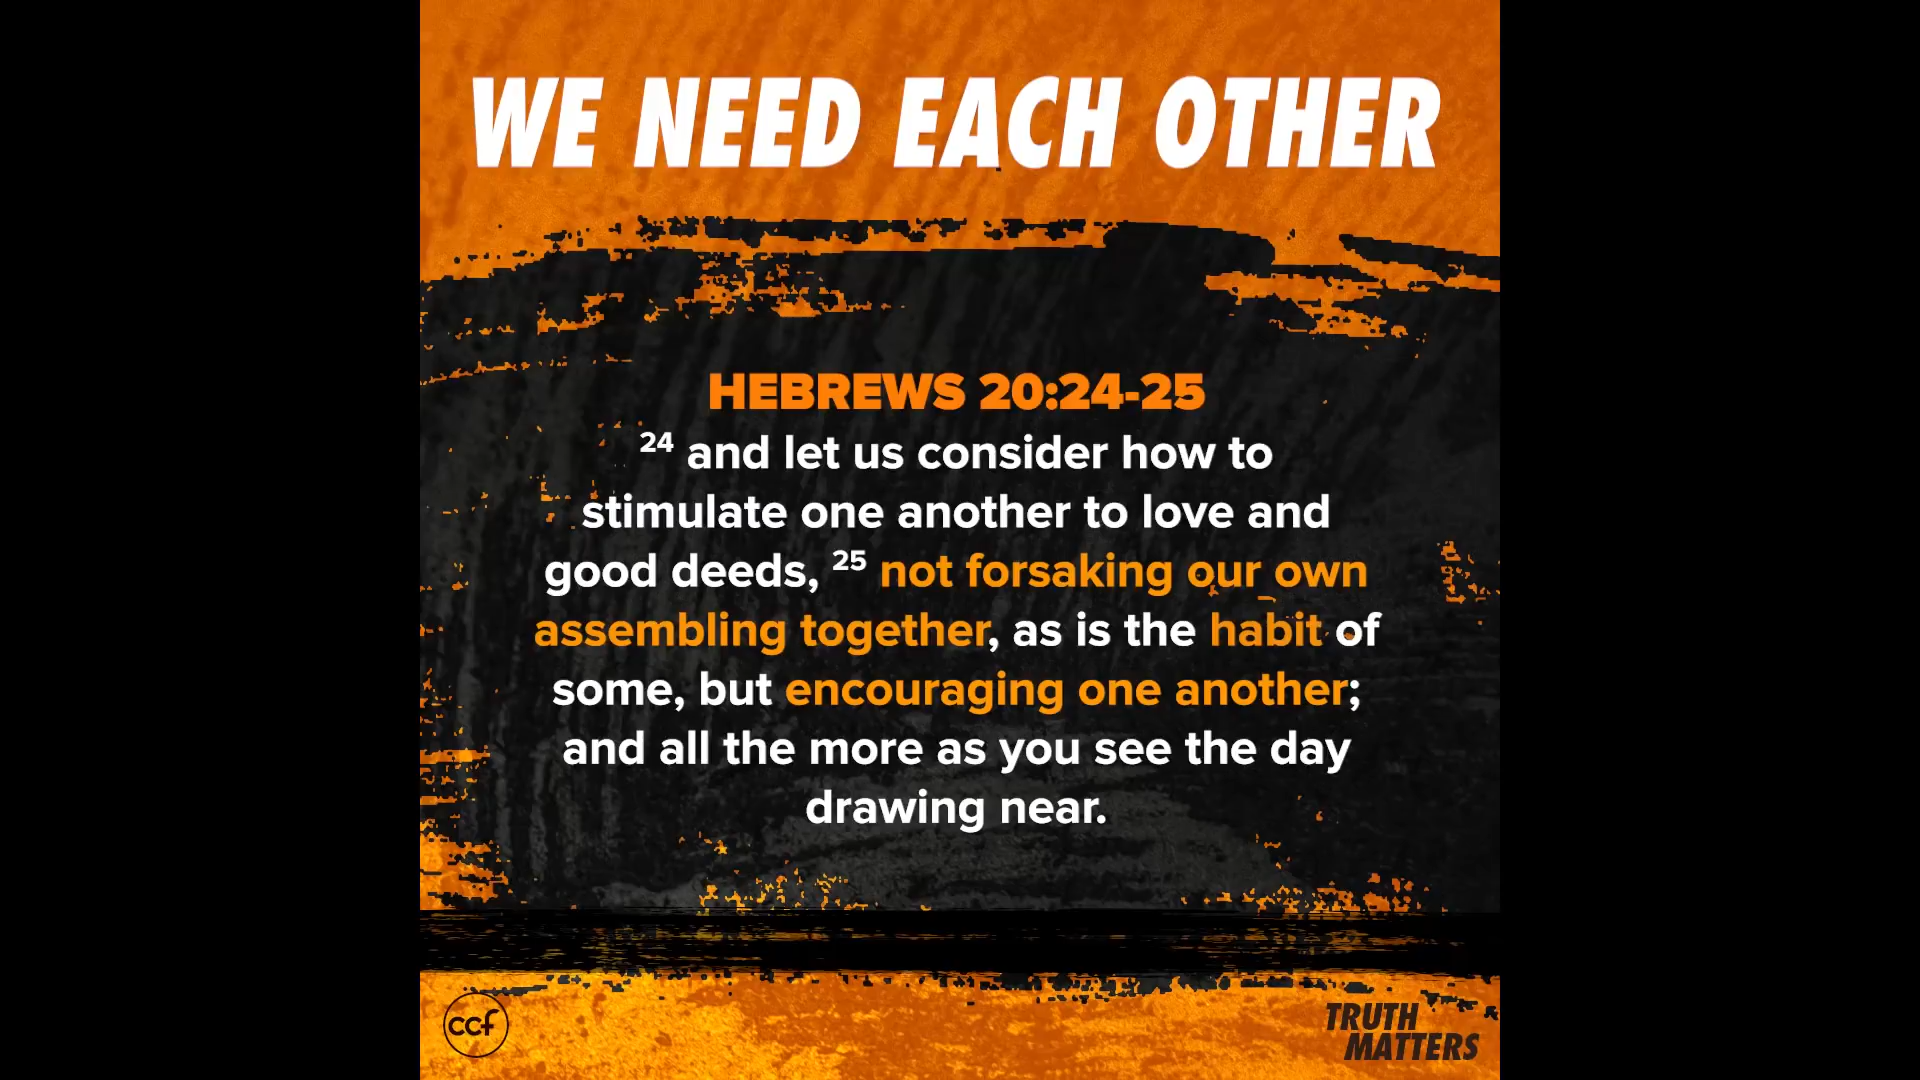 WE NEED EACH OTHER
HEBREWS 20:24-25
24 and let us consider how to
stimulate one another to love and
good deeds, 25 not forsaking our own
assembling together, as is the habit of
some, but encouraging one another;
and all the more as you see the day
drawing near.
ccf
TRUTH
MATTERS